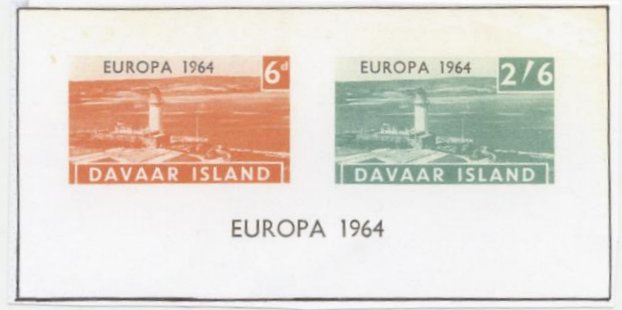 EUROPA 1964
6d
DAVAAR ISLAND
EUROPA 1964
2/6
DAVAAR ISLAND
EUROPA 1964